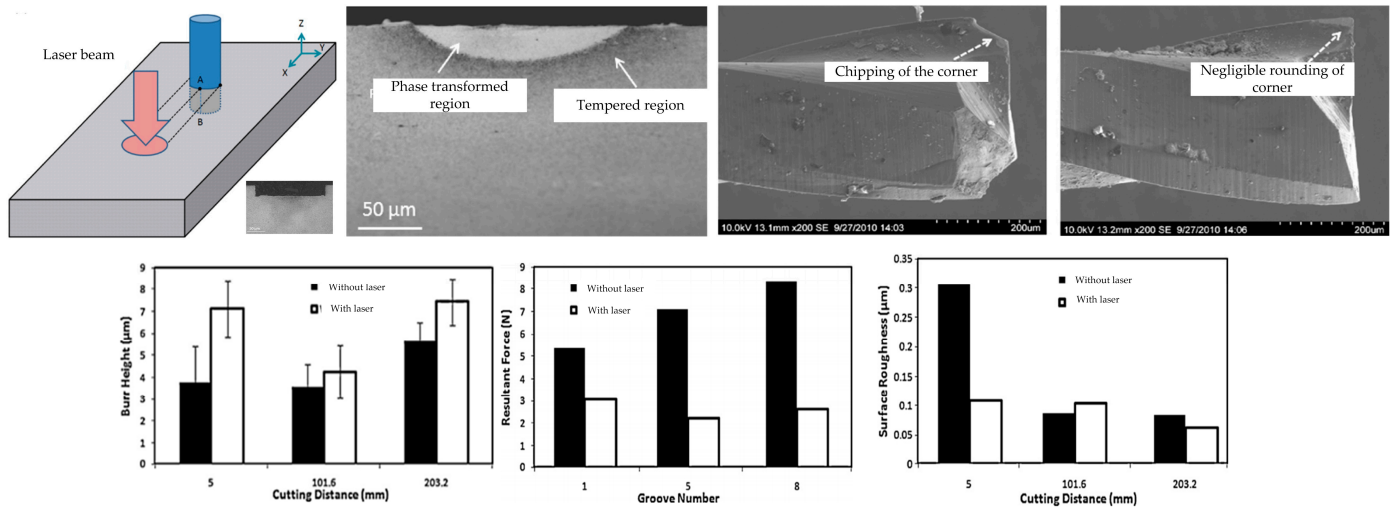 Laser beam
Z
Y
X
A
B
Phase transformed
region
Tempered region
50 µm
Chipping of the corner
10.0kV 13.1mm x200 SE 9/27/2010 14:03
200um
Negligible rounding of
corner
10.0kV 13.2mm x200 SE 9/27/2010 14:06
200um
Burr Height (µm)
9
8
7
6
5
4
3
2
1
0
Without laser
With laser
5 101.6 203.2
Cutting Distance (mm)
Resultant Force (N)
9
8
7
6
5
4
3
2
1
0
Without laser
With laser
1 5 8
Groove Number
Surface Roughness (µm)
0.35
0.3
0.25
0.2
0.15
0.1
0.05
0
Without laser
With laser
5 101.6 203.2
Cutting Distance (mm)